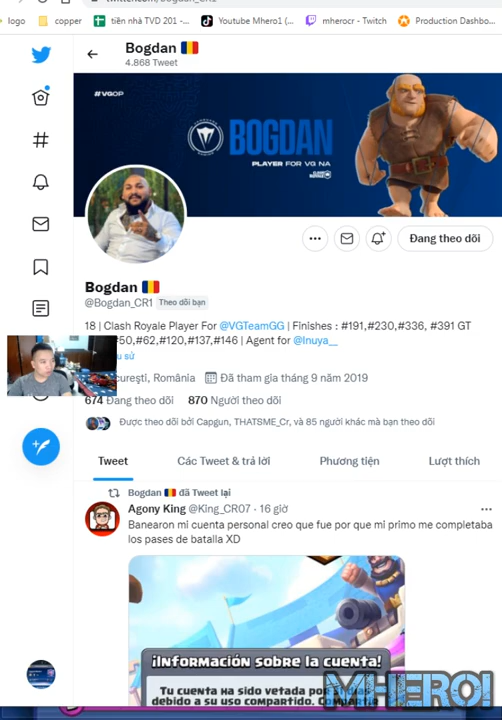 logo copper tiền nhà TVD 201 -... Youtube Mhero1 (... mherocr - Twitch Production Dashbo...
Bogdan
4.868 Tweet
#VGOP
BOGDAN
PLAYER FOR VG NA
Đang theo dõi
Bogdan
@Bogdan_CR1 Theo dõi bạn
18 | Clash Royale Player For @VGTeamGG | Finishes : #191,#230,#336, #391 GT
#50,#62,#120,#137,#146 | Agent for @Inuya__
sử
România Đã tham gia tháng 9 năm 2019
674 Đang theo dõi 870 Người theo dõi
Được theo dõi bởi Capgun, THATSME_Cr, và 85 người khác mà bạn theo dõi
Tweet Các Tweet & trả lời Phương tiện Lượt thích
Bogdan đã Tweet lại
Agony King @King_CR07 · 16 giờ
Banearon mi cuenta personal creo que fue por que mi primo me completaba
los pases de batalla XD
¡Información sobre la cuenta!
Tu cuenta ha sido vetada por
debido a su uso compartido.
MHERO!